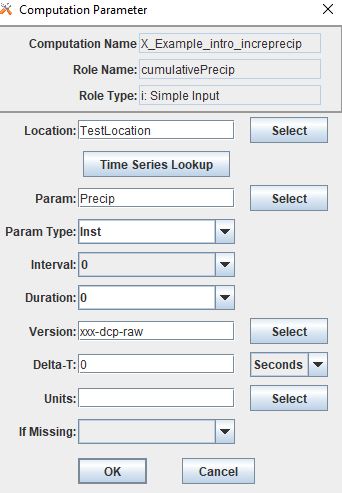 Computation Parameter
Computation Name X_Example_intro_increprecip
Role Name: cumulativePrecip
Role Type: i: Simple Input
Location: TestLocation Select
Time Series Lookup
Param: Precip Select
Param Type: Inst
Interval: 0
Duration: 0
Version: xxx-dcp-raw Select
Delta-T: 0 Seconds
Units: Select
If Missing:
OK Cancel